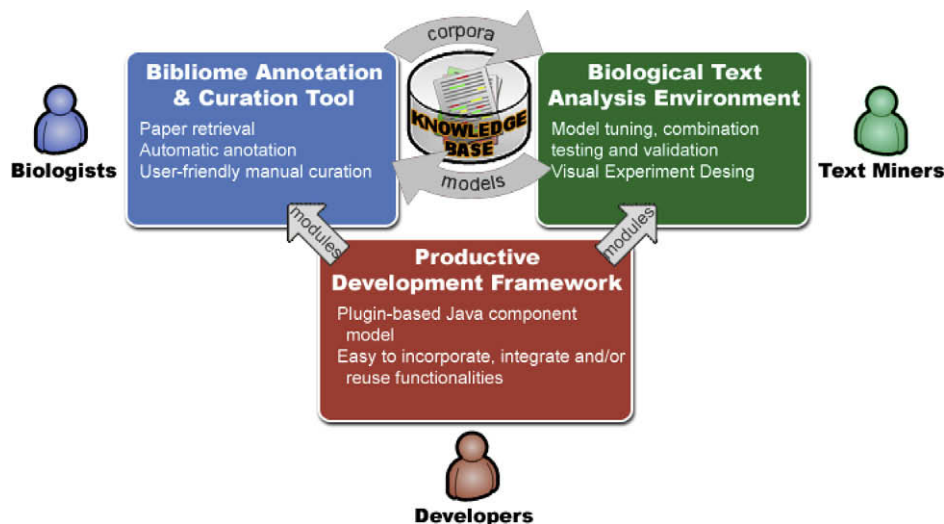 corpora
Bibliome Annotation
& Curation Tool
Paper retrieval
Automatic anotation
User-friendly manual curation
KNOWLEDGE
BASE
models
Biological Text
Analysis Environment
Model tuning, combination
testing and validation
Visual Experiment Desing
Biologists
Text Miners
modules
modules
Productive
Development Framework
Plugin-based Java component
model
Easy to incorporate, integrate and/or
reuse functionalities
Developers